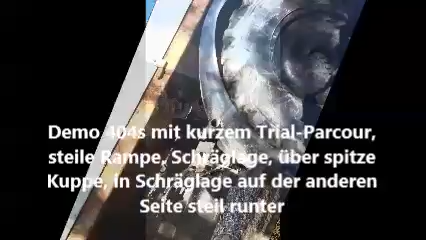 Demo 404s mit kurzem Trial-Parcour,
steile Rampe, Schräglage, über spitze
Kuppe, in Schräglage auf der anderen
Seite steil runter